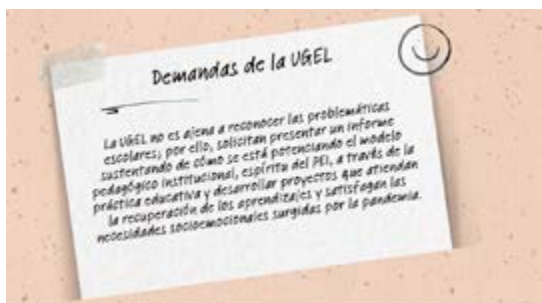 Demandas de la UGEL
La UGEL no es ajena a reconocer las problemáticas
escolares; por ello, solicitan presentar un informe
sustentando de cómo se está potenciando el modelo
pedagógico institucional, espíritu del PEI, a través de la
práctica educativa y desarrollar proyectos que atiendan
la recuperación de los aprendizajes y satisfagan las
necesidades socioemocionales surgidas por la pandemia.